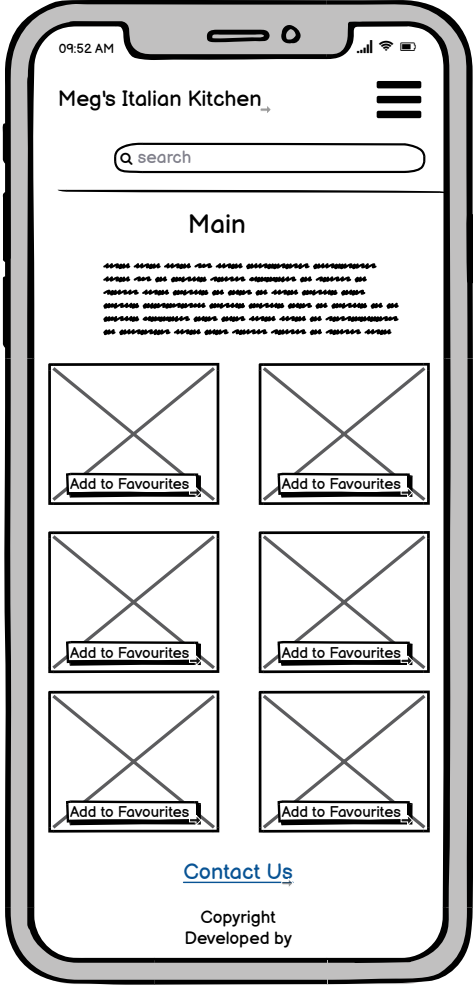 09:52 AM
Meg's Italian Kitchen
search
Main
Add to Favourites
Add to Favourites
Add to Favourites
Add to Favourites
Add to Favourites
Add to Favourites
Contact Us
Copyright
Developed by